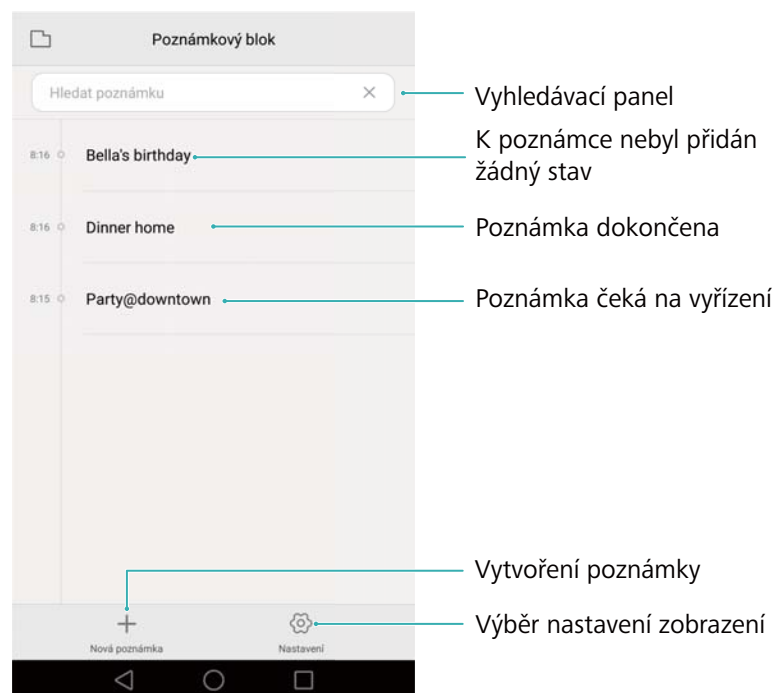 Poznámkový blok
Hledat poznámku
Vyhledávací panel
8:16 Bella's birthday
K poznámce nebyl přidán
žádný stav
8:16 Dinner home
Poznámka dokončena
8:15 Party@downtown
Poznámka čeká na vyřízení
Vytvoření poznámky
Výběr nastavení zobrazení
Nová poznámka
Nastavení